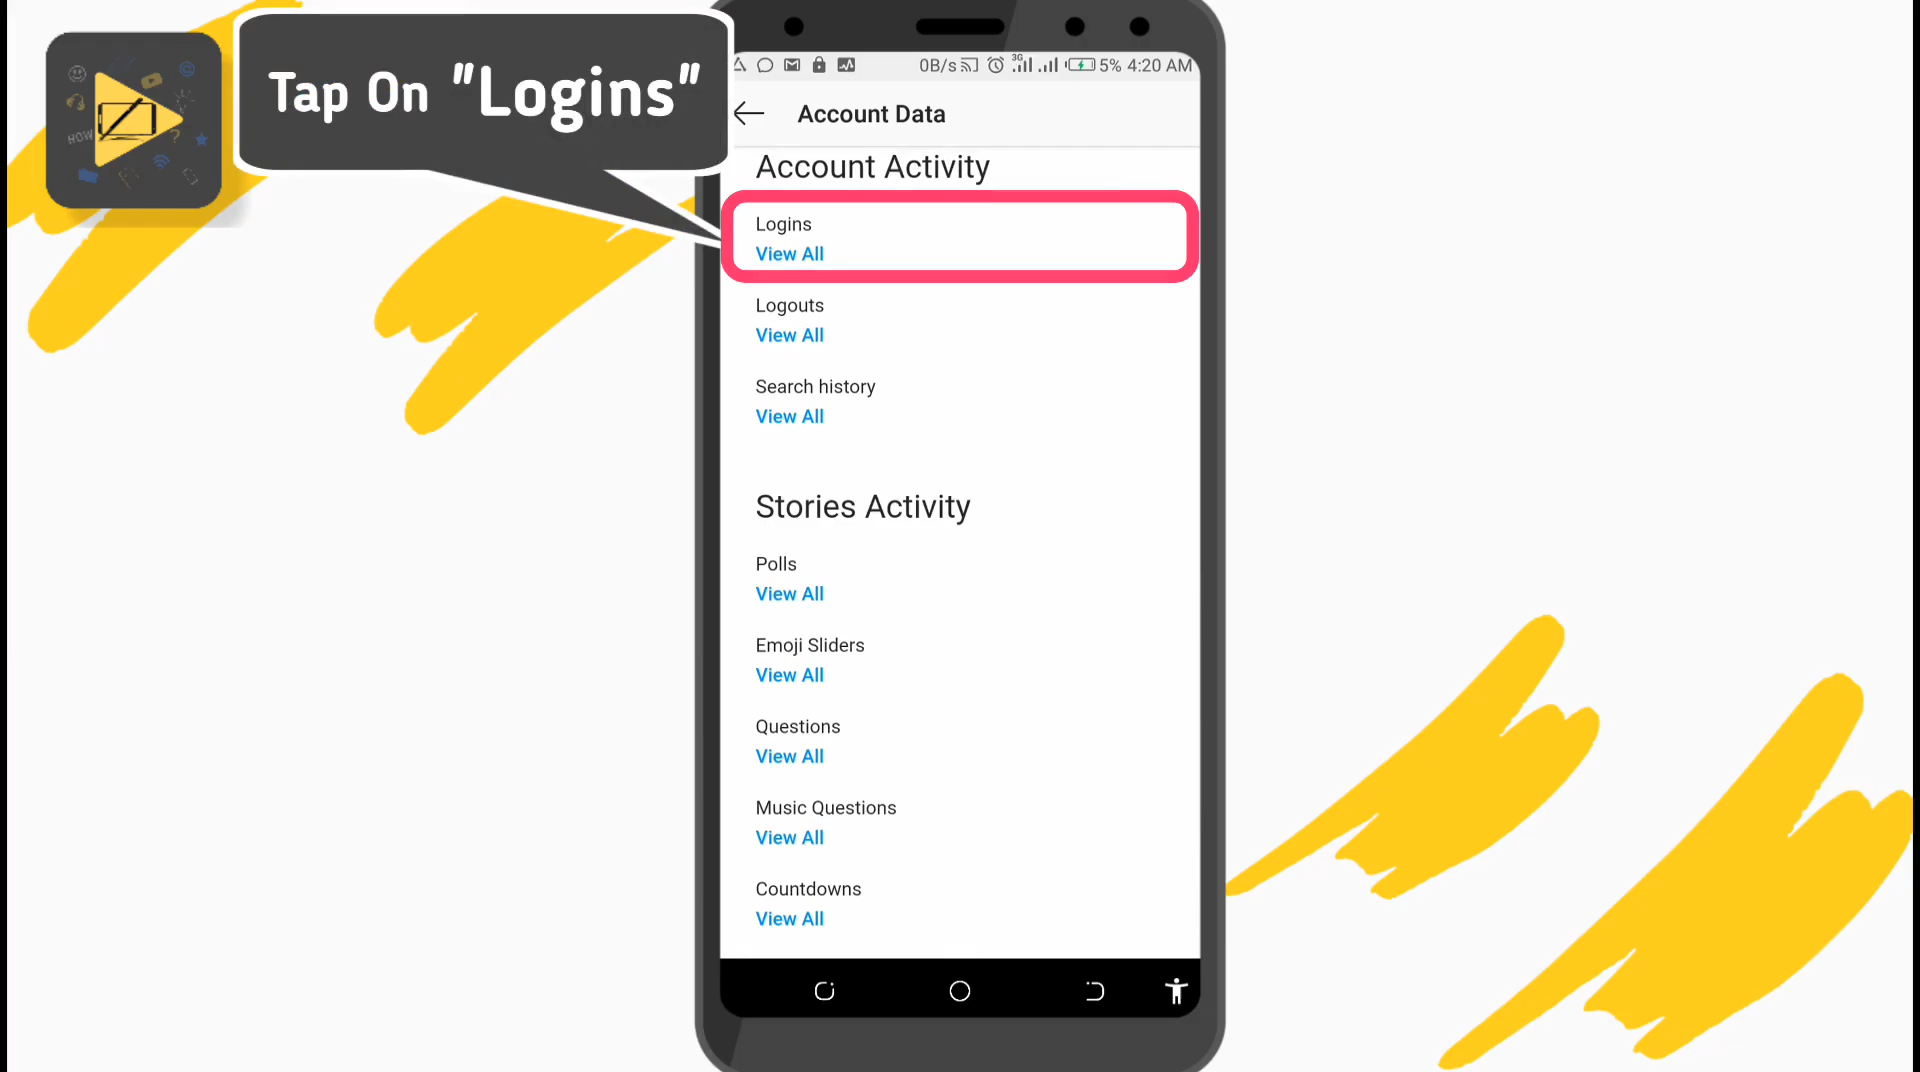 Tap On "Logins"
HOW
?
0B/s 3G 5% 4:20 AM
Account Data
Account Activity
Logins
View All
Logouts
View All
Search history
View All
Stories Activity
Polls
View All
Emoji Sliders
View All
Questions
View All
Music Questions
View All
Countdowns
View All